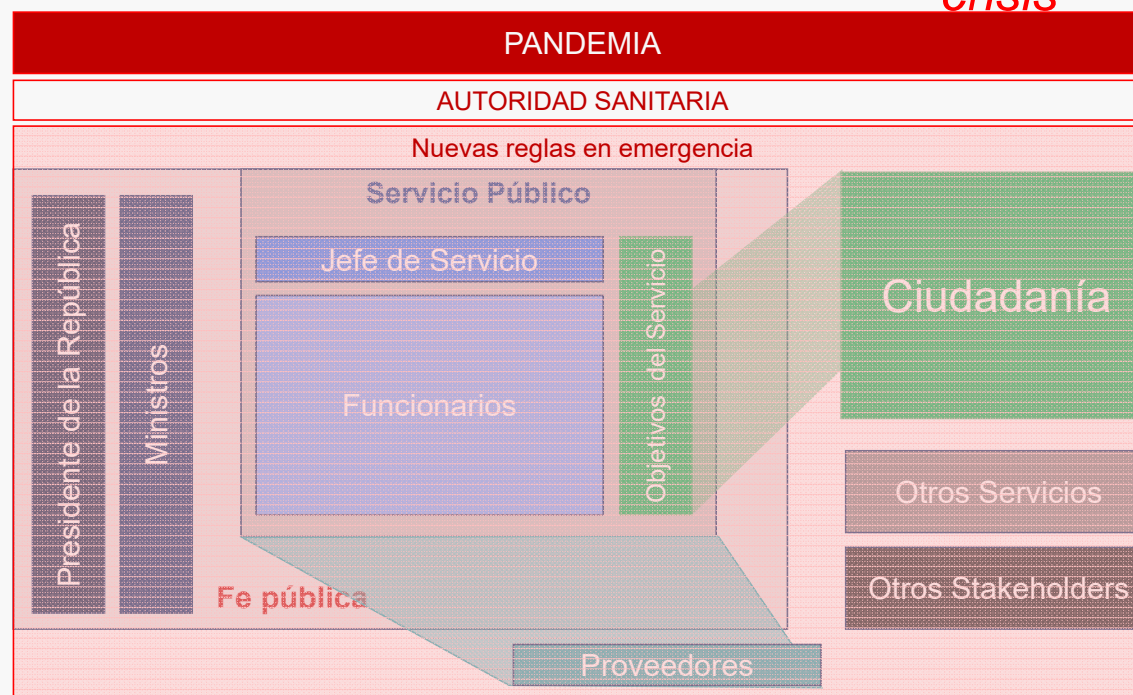 crisis
PANDEMIA
AUTORIDAD SANITARIA
Nuevas reglas en emergencia
Servicio Público
Presidente de la República
Ministros
Jefe de Servicio
Funcionarios
Objetivos del Servicio
Ciudadanía
Otros Servicios
Otros Stakeholders
Fe pública
Proveedores